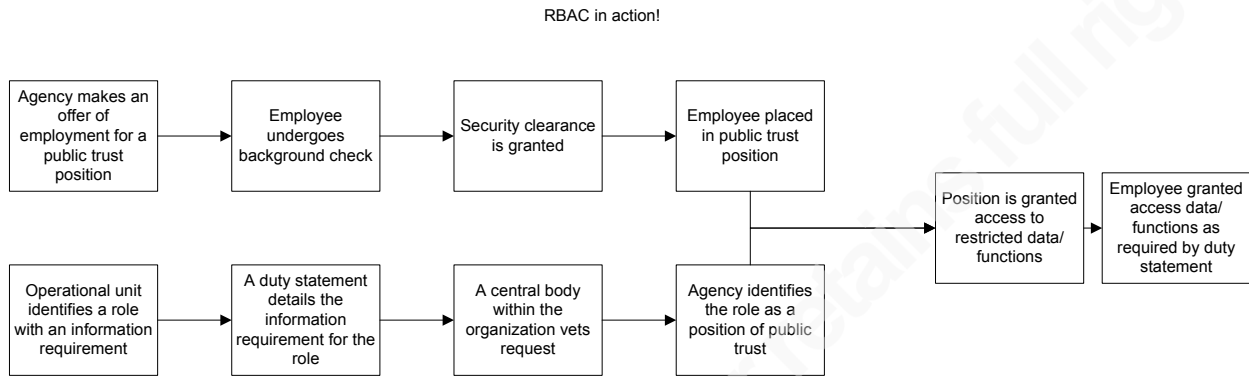 RBAC in action!
Agency makes an
offer of
employment for a
public trust
position
Employee
undergoes
background check
Security clearance
is granted
Employee placed
in public trust
position
Operational unit
identifies a role
with an information
requirement
A duty statement
details the
information
requirement for the
role
A central body
within the
organization vets
request
Agency identifies
the role as a
position of public
trust
Position is granted
access to
restricted data/
functions
Employee granted
access data/
functions as
required by duty
statement
retains full